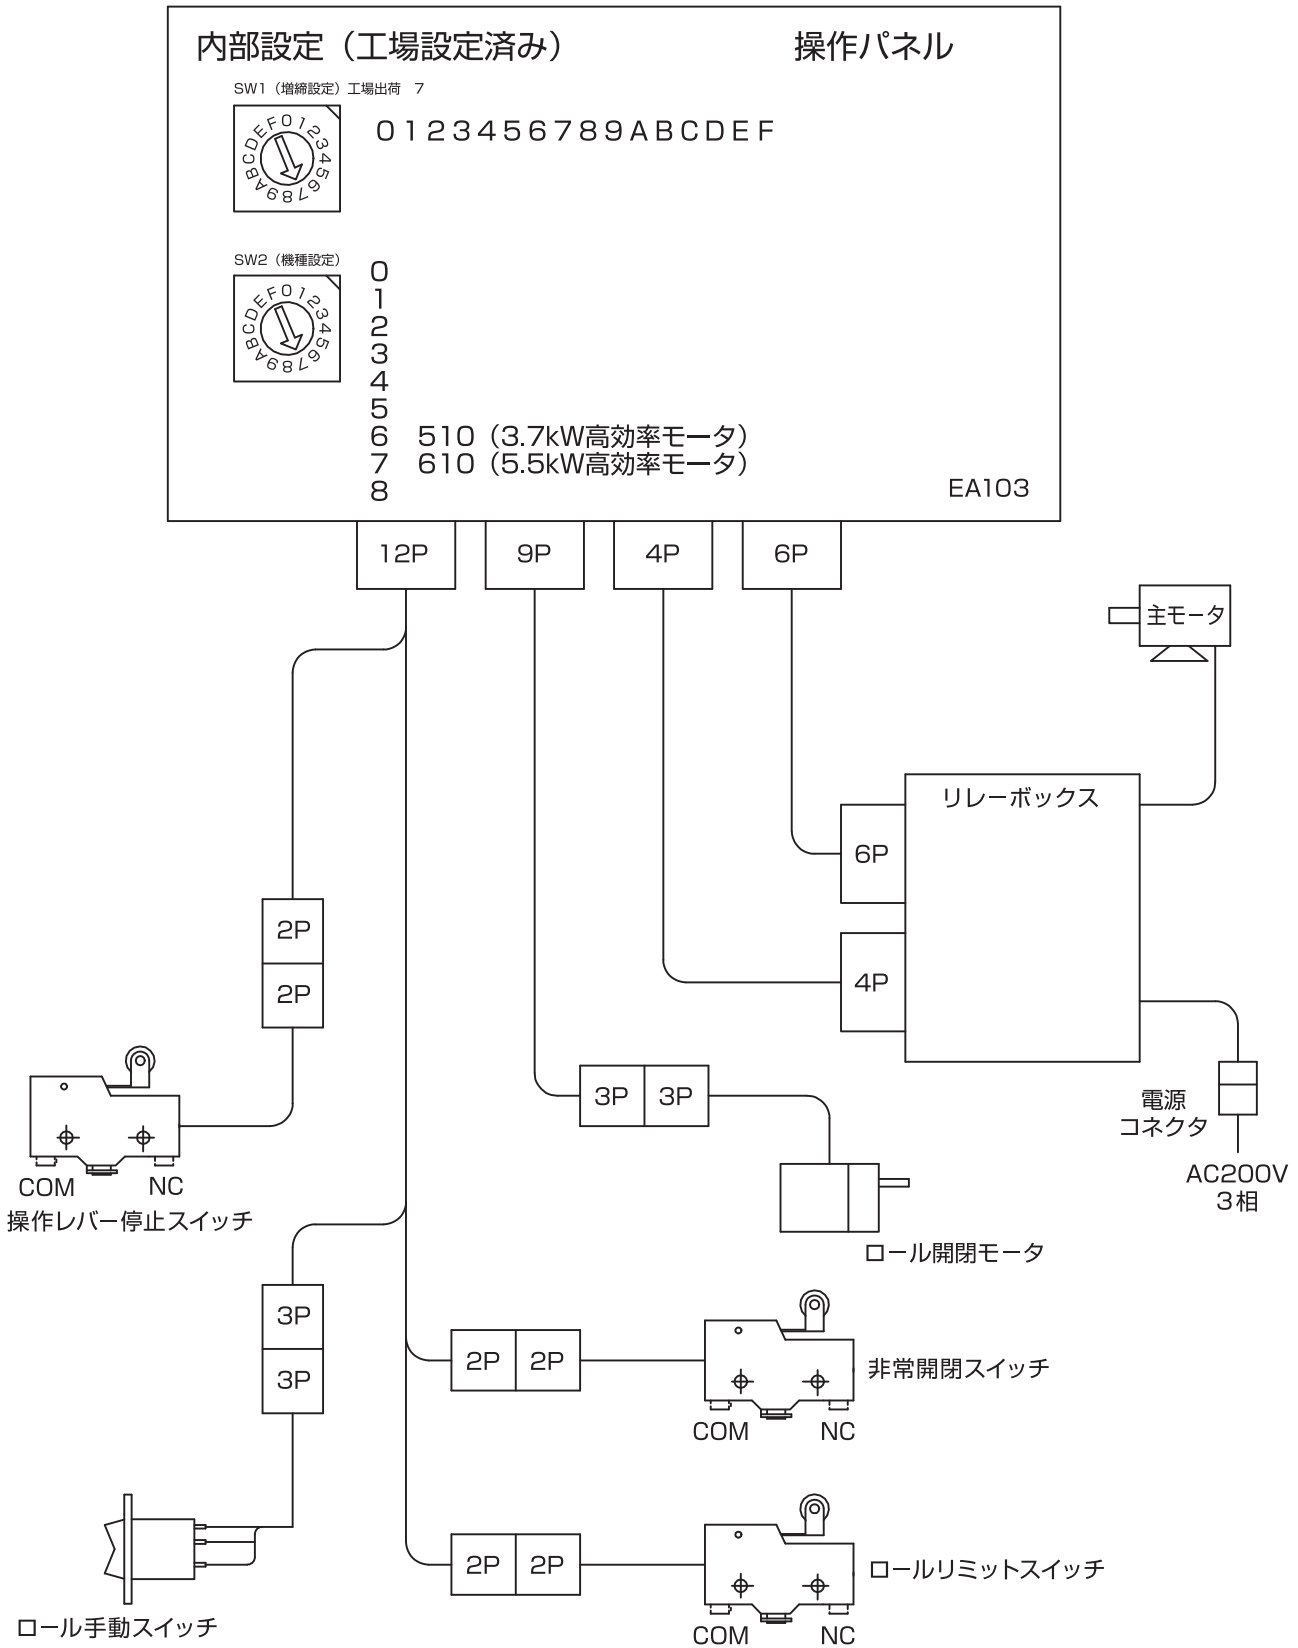 内部設定（工場設定済み）
操作パネル
SW1（増締設定）工場出荷　7
0123456789ABCDEF
0123456789ABCDEF
SW2（機種設定）
0123456789ABCDEF
0
1
2
3
4
5
6　510（3.7kW高効率モータ）
7　610（5.5kW高効率モータ）
8
EA103
12P
9P
4P
6P
主モータ
リレーボックス
6P
4P
2P
2P
3P
3P
電源
コネクタ
AC200V
3相
COM
NC
操作レバー停止スイッチ
ロール開閉モータ
3P
3P
2P
2P
非常開閉スイッチ
COM
NC
2P
2P
ロールリミットスイッチ
COM
NC
ロール手動スイッチ